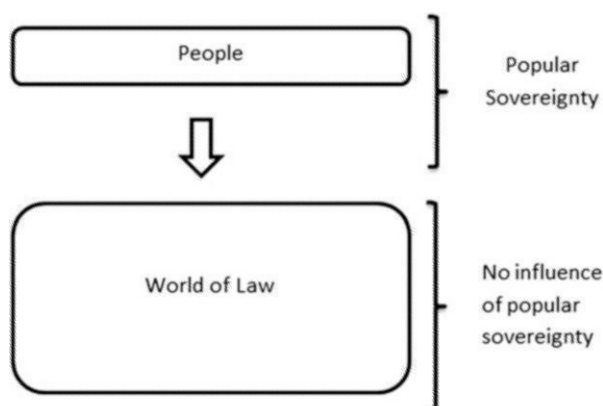 People
Popular
Sovereignty
World of Law
No influence
of popular
sovereignty